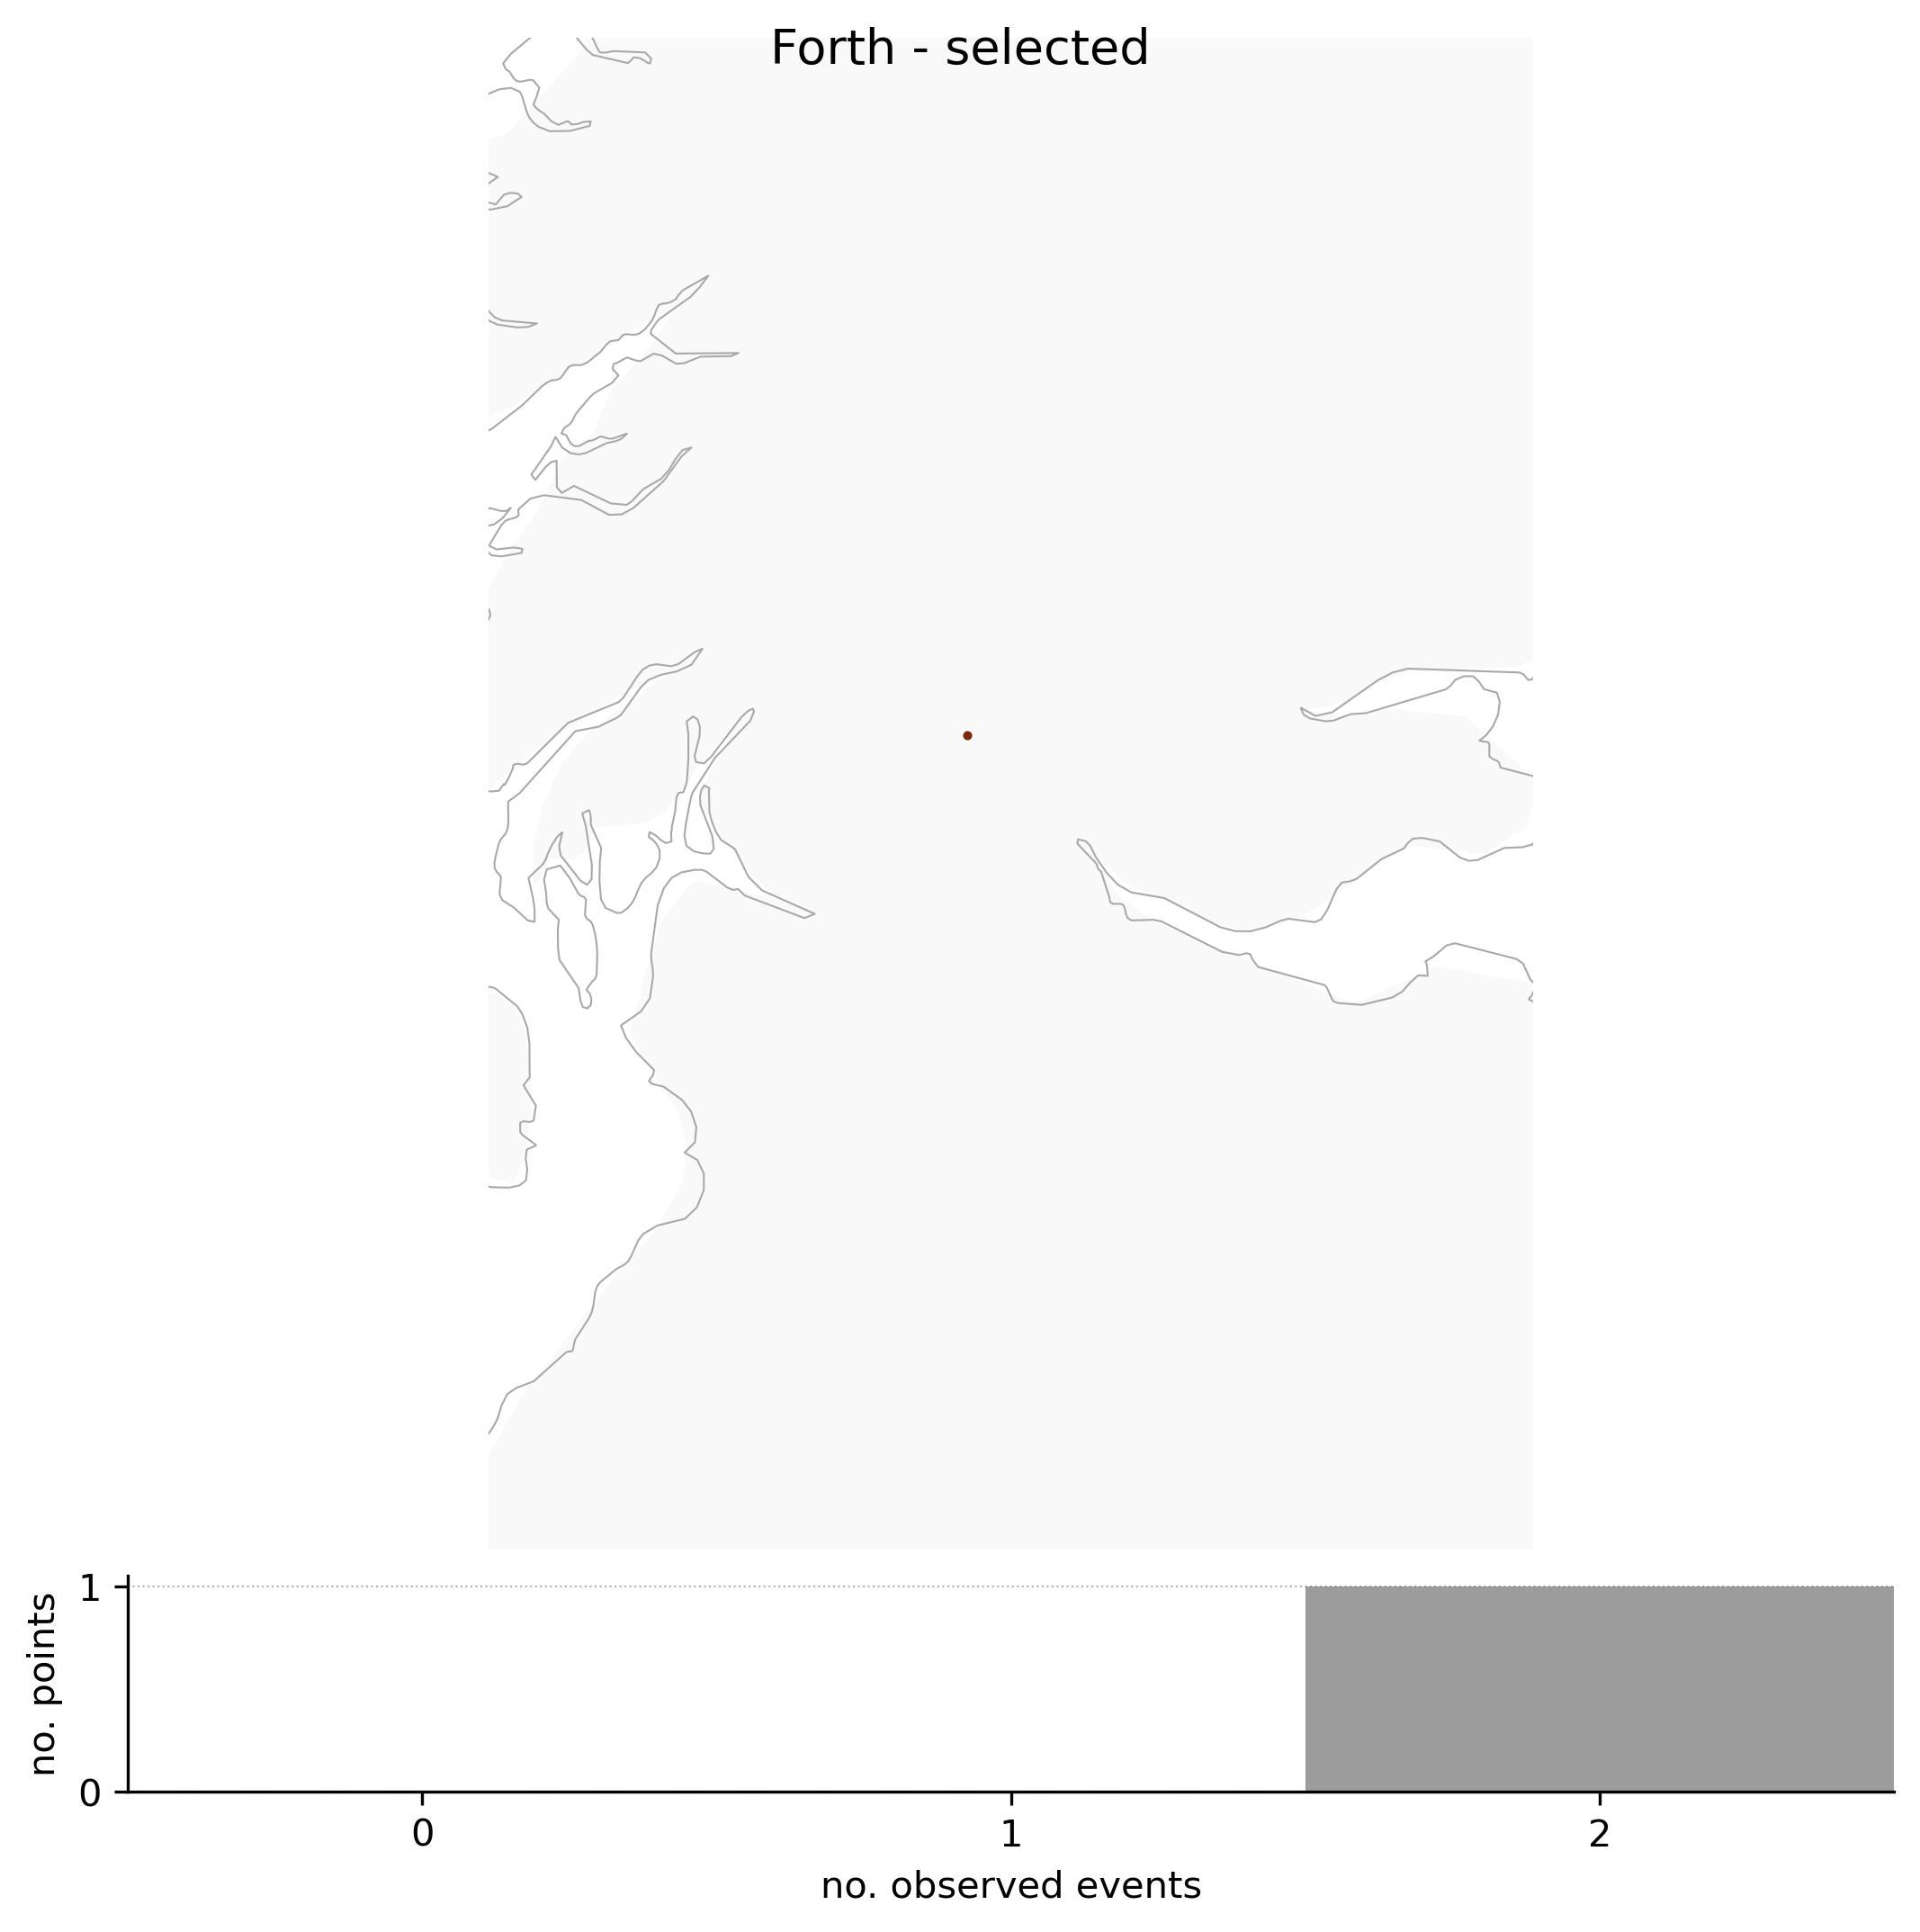 Forth - selected
1
0
no. points
0 1 2
no. observed events